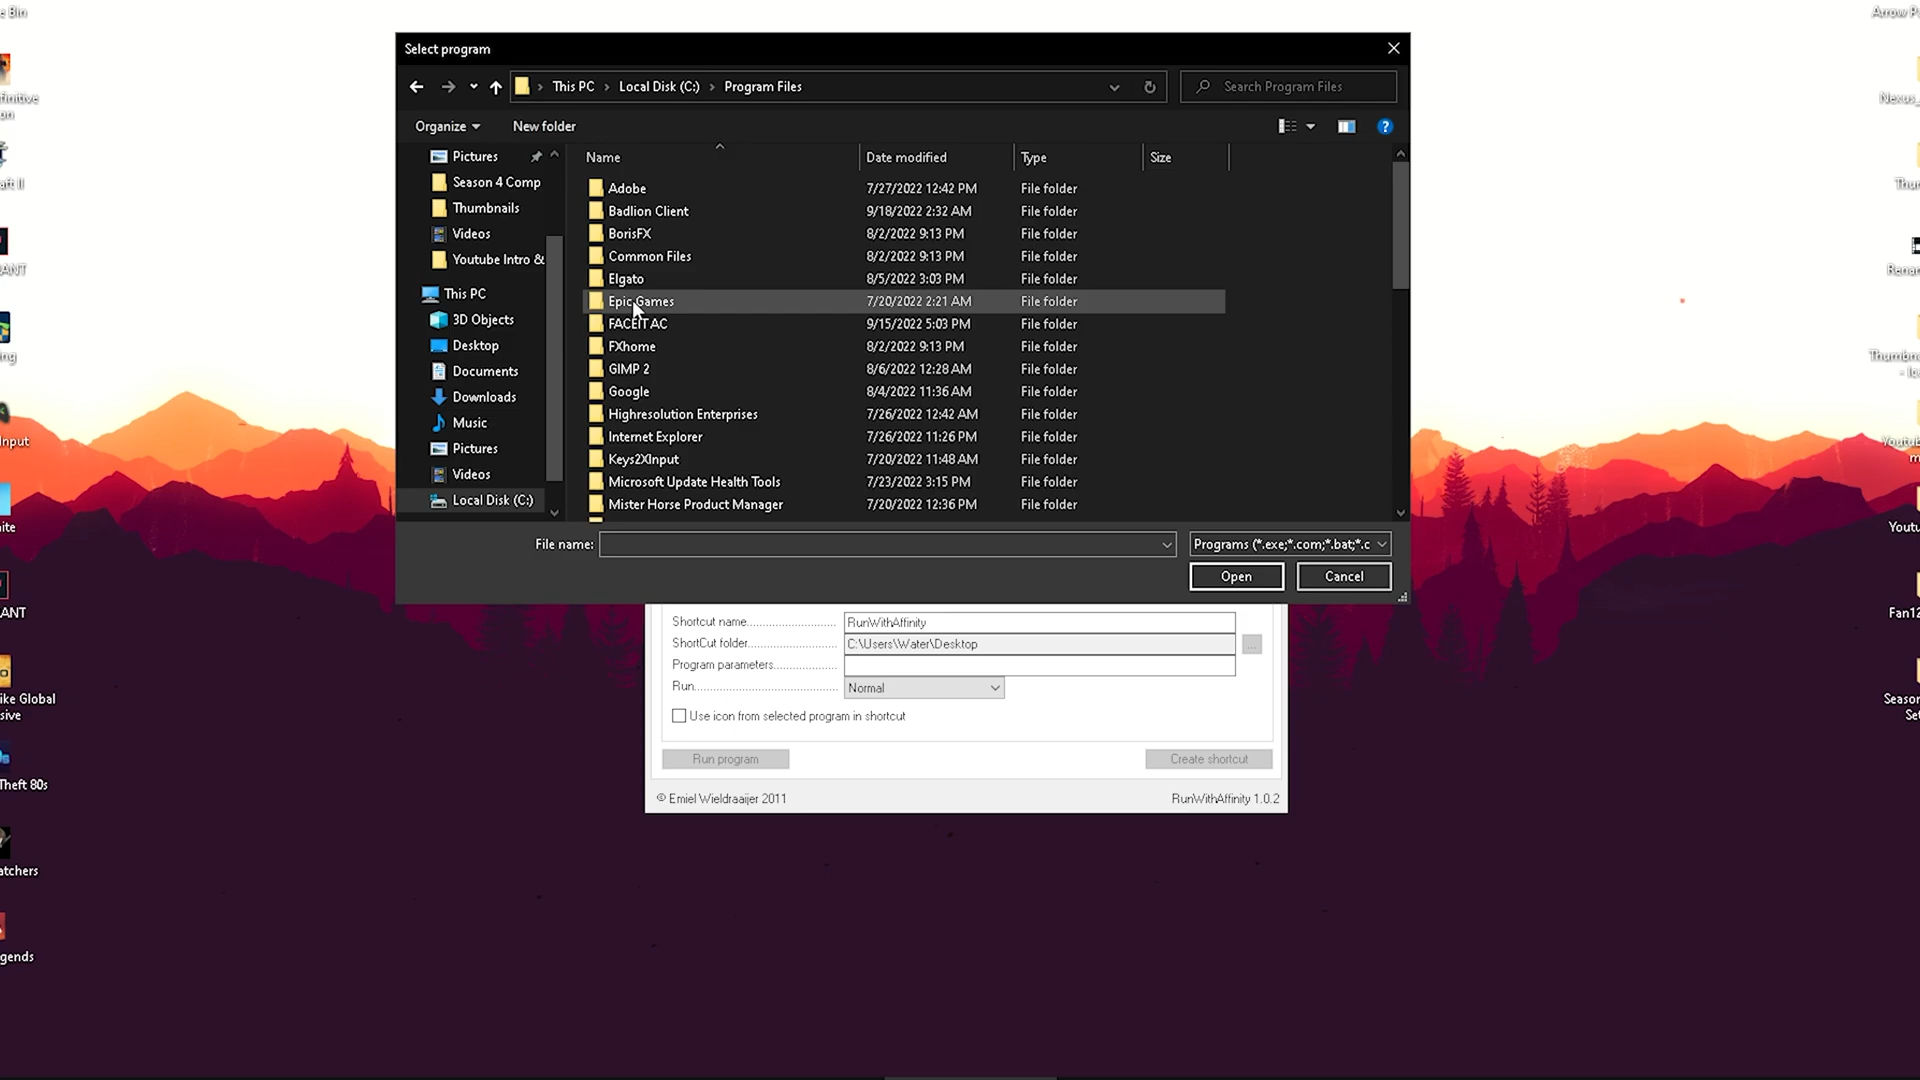 Select program
This PC > Local Disk (C:) > Program Files
Search Program Files
Organize
New folder
Pictures
Season 4 Comp
Thumbnails
Videos
Youtube Intro &
This PC
3D Objects
Desktop
Documents
Downloads
Music
Pictures
Videos
Local Disk (C:)
Name Date modified Type Size
Adobe 7/27/2022 12:42 PM File folder
Badlion Client 9/18/2022 2:32 AM File folder
BorisFX 8/2/2022 9:13 PM File folder
Common Files 8/2/2022 9:13 PM File folder
Elgato 8/5/2022 3:03 PM File folder
Epic Games 7/20/2022 2:21 AM File folder
FACEIT AC 9/15/2022 5:03 PM File folder
FXhome 8/2/2022 9:13 PM File folder
GIMP 2 8/6/2022 12:28 AM File folder
Google 8/4/2022 11:36 AM File folder
Highresolution Enterprises 7/26/2022 12:42 AM File folder
Internet Explorer 7/26/2022 11:26 PM File folder
Keys2XInput 7/20/2022 11:48 AM File folder
Microsoft Update Health Tools 7/23/2022 3:15 PM File folder
Mister Horse Product Manager 7/20/2022 12:36 PM File folder
File name:
Programs (*.exe;*.com;*.bat;*.c
Open
Cancel
Shortcut name RunWithAffinity
ShortCut folder C:\Users\Water\Desktop
...
Program parameters
Run Normal
Use icon from selected program in shortcut
Run program
Create shortcut
© Emiel Wieldraaijer 2011
RunWithAffinity 1.0.2
e Bin
finitive
on
aft II
ANT
ng
Input
ite
ANT
ike Global
sive
Theft 80s
atchers
gends
Arrow P
Nexus_
Thur
Renam
Thumbn
- Ic
Youtub
m
Youtu
Fan12
Season
Set